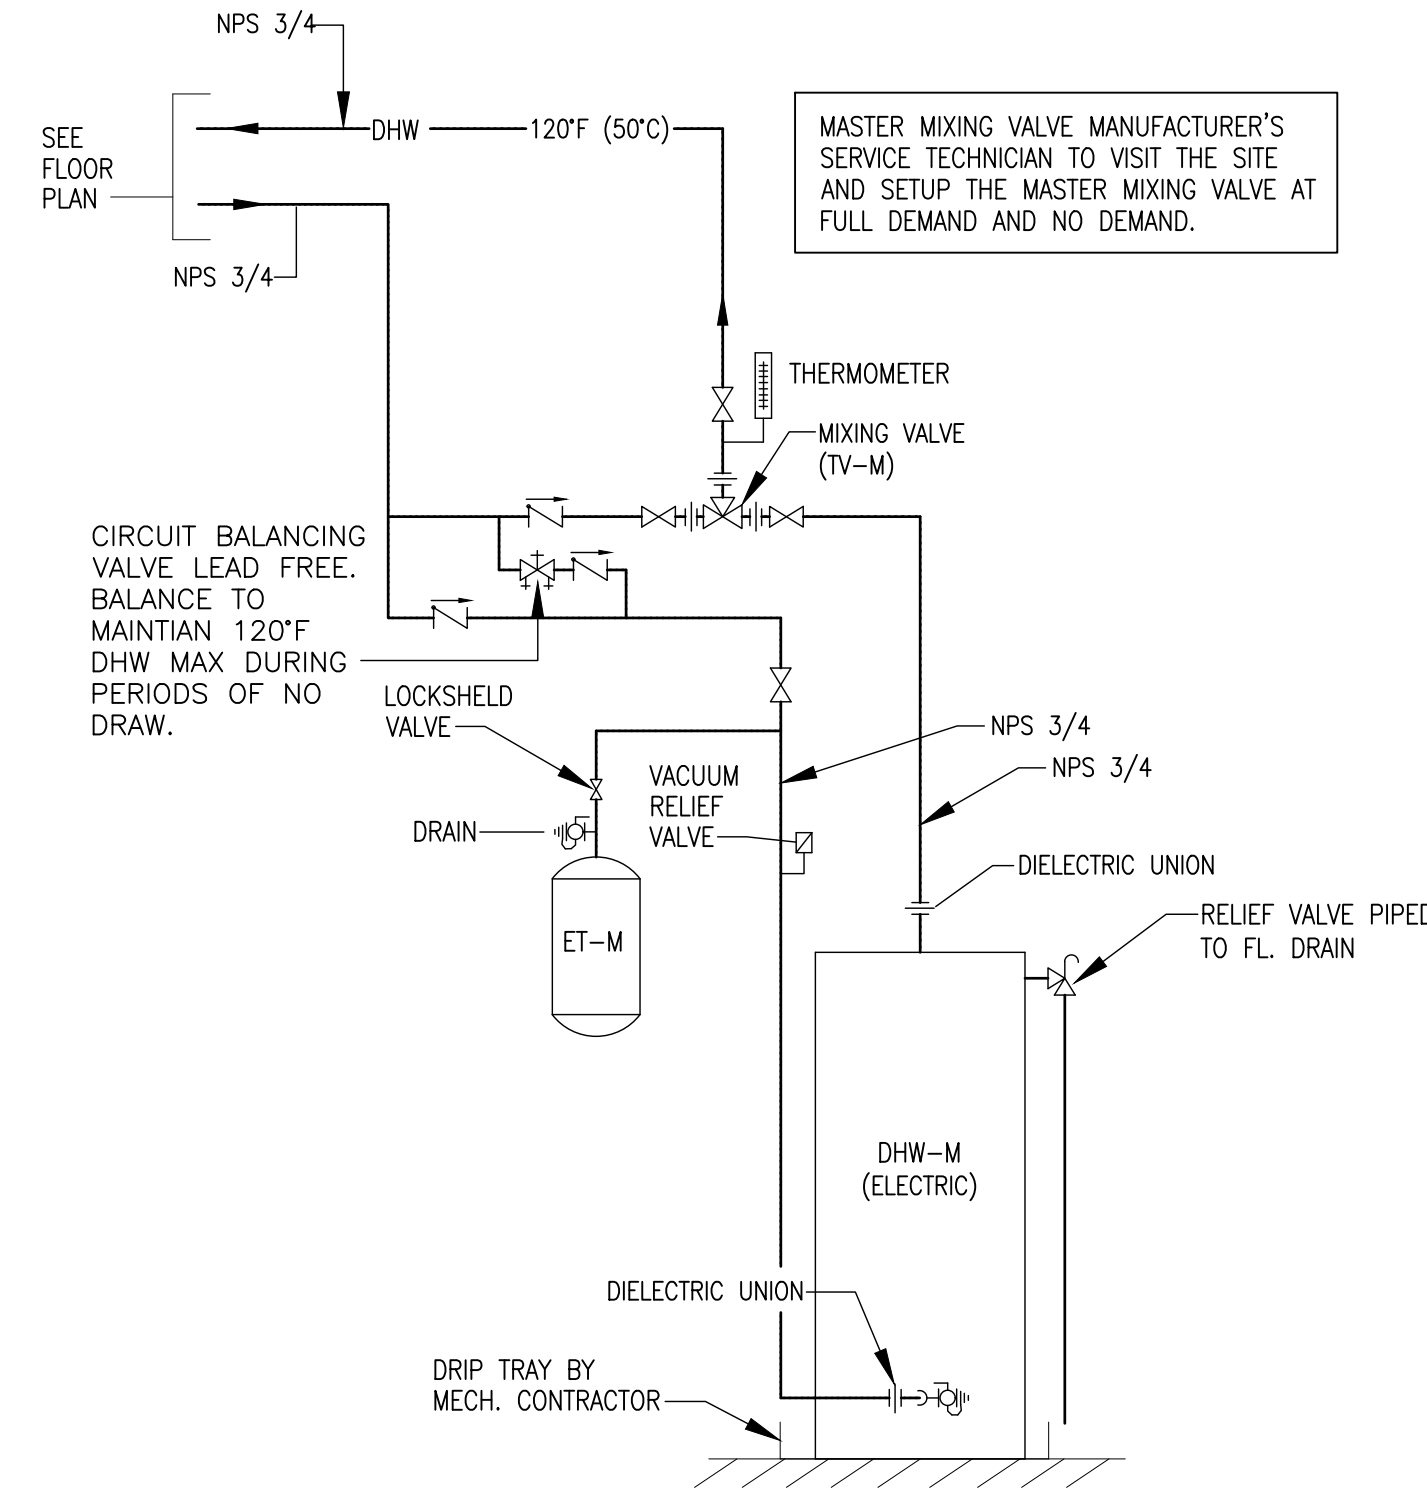 NPS 3/4
SEE
FLOOR
PLAN
DHW
120°F (50°C)
NPS 3/4
MASTER MIXING VALVE MANUFACTURER'S
SERVICE TECHNICIAN TO VISIT THE SITE
AND SETUP THE MASTER MIXING VALVE AT
FULL DEMAND AND NO DEMAND.
THERMOMETER
MIXING VALVE
(TV-M)
CIRCUIT BALANCING
VALVE LEAD FREE.
BALANCE TO
MAINTIAN 120°F
DHW MAX DURING
PERIODS OF NO
DRAW.
LOCKSHELD
VALVE
NPS 3/4
NPS 3/4
VACUUM
RELIEF
VALVE
DRAIN
DIELECTRIC UNION
RELIEF VALVE PIPED
TO FL. DRAIN
ET-M
DHW-M
(ELECTRIC)
DIELECTRIC UNION
DRIP TRAY BY
MECH. CONTRACTOR